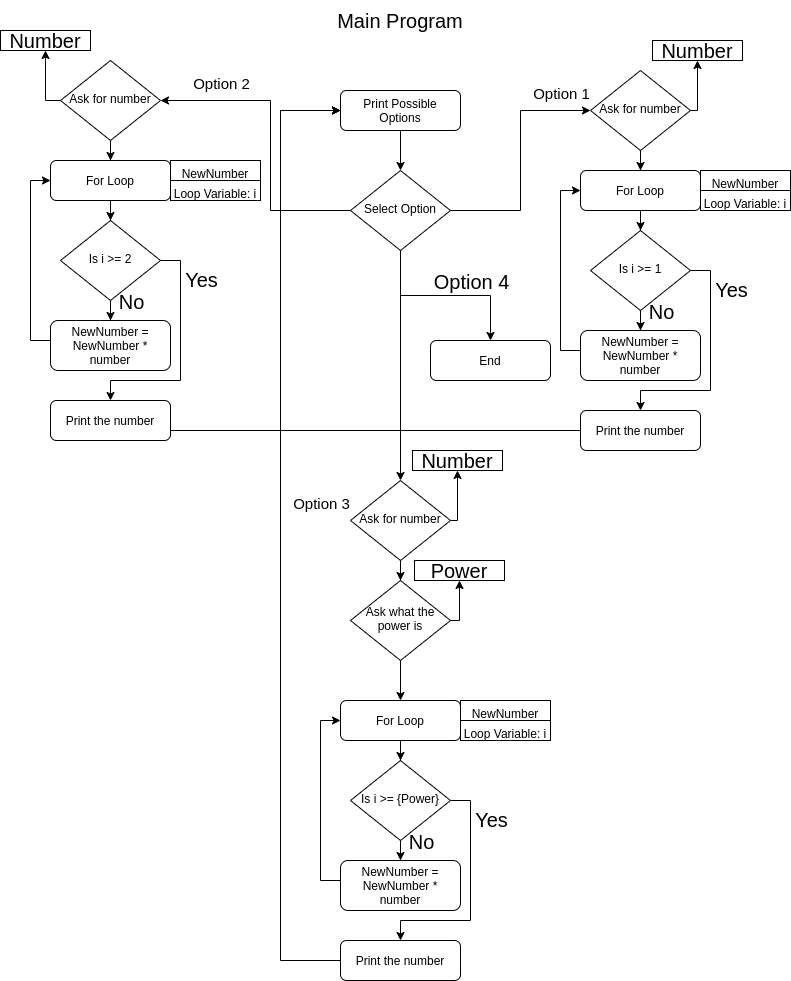 Main Program
Number
Ask for number
Option 2
For Loop
NewNumber
Loop Variable: i
Is i >= 2
Yes
No
NewNumber =
NewNumber *
number
Print the number
Print Possible
Options
Select Option
Option 4
End
Option 1
Number
Ask for number
For Loop
NewNumber
Loop Variable: i
Is i >= 1
Yes
No
NewNumber =
NewNumber *
number
Print the number
Option 3
Number
Ask for number
Power
Ask what the
power is
For Loop
NewNumber
Loop Variable: i
Is i >= {Power}
Yes
No
NewNumber =
NewNumber *
number
Print the number